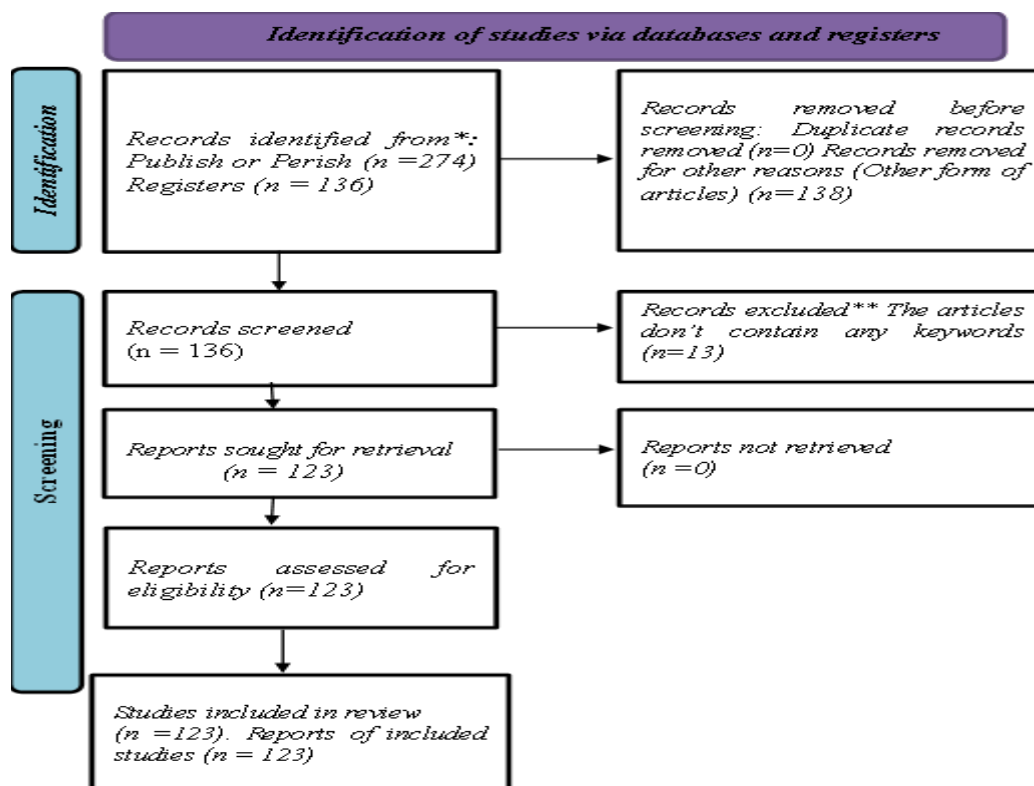 Identification of studies via databases and registers
Identification
Records identified from*:
Publish or Perish (n =274)
Registers (n = 136)
Records removed before
screening: Duplicate records
removed (n=0) Records removed
for other reasons (Other form of
articles) (n=138)
Screening
Records screened
(n = 136)
Records excluded** The articles
don't contain any keywords
(n=13)
Reports sought for retrieval
(n = 123)
Reports not retrieved
(n =0)
Reports assessed for
eligibility (n=123)
Studies included in review
(n =123). Reports of included
studies (n = 123)